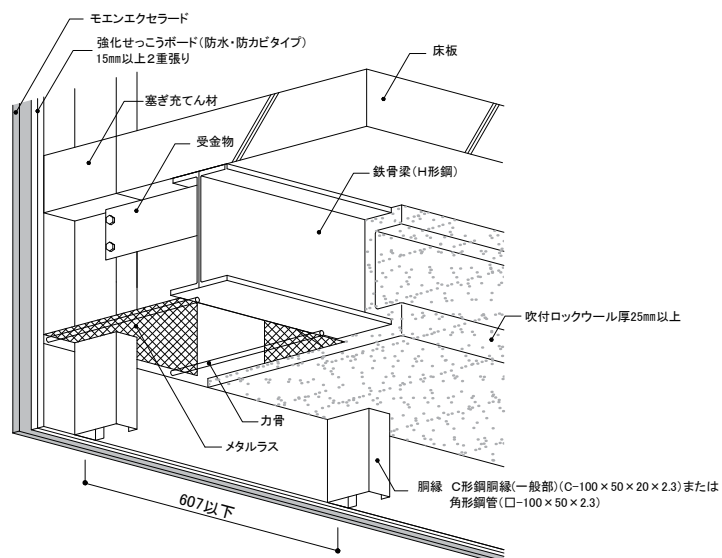 モエンエクセラード
強化せっこうボード(防水・防カビタイプ)
15mm以上2重張り
塞ぎ充てん材
受金物
床板
鉄骨梁(H形鋼)
吹付ロックウール厚25mm以上
力骨
メタルラス
胴縁 C形鋼胴縁(一般部)(C-100×50×20×2.3)または
角形鋼管(□-100×50×2.3)
607以下